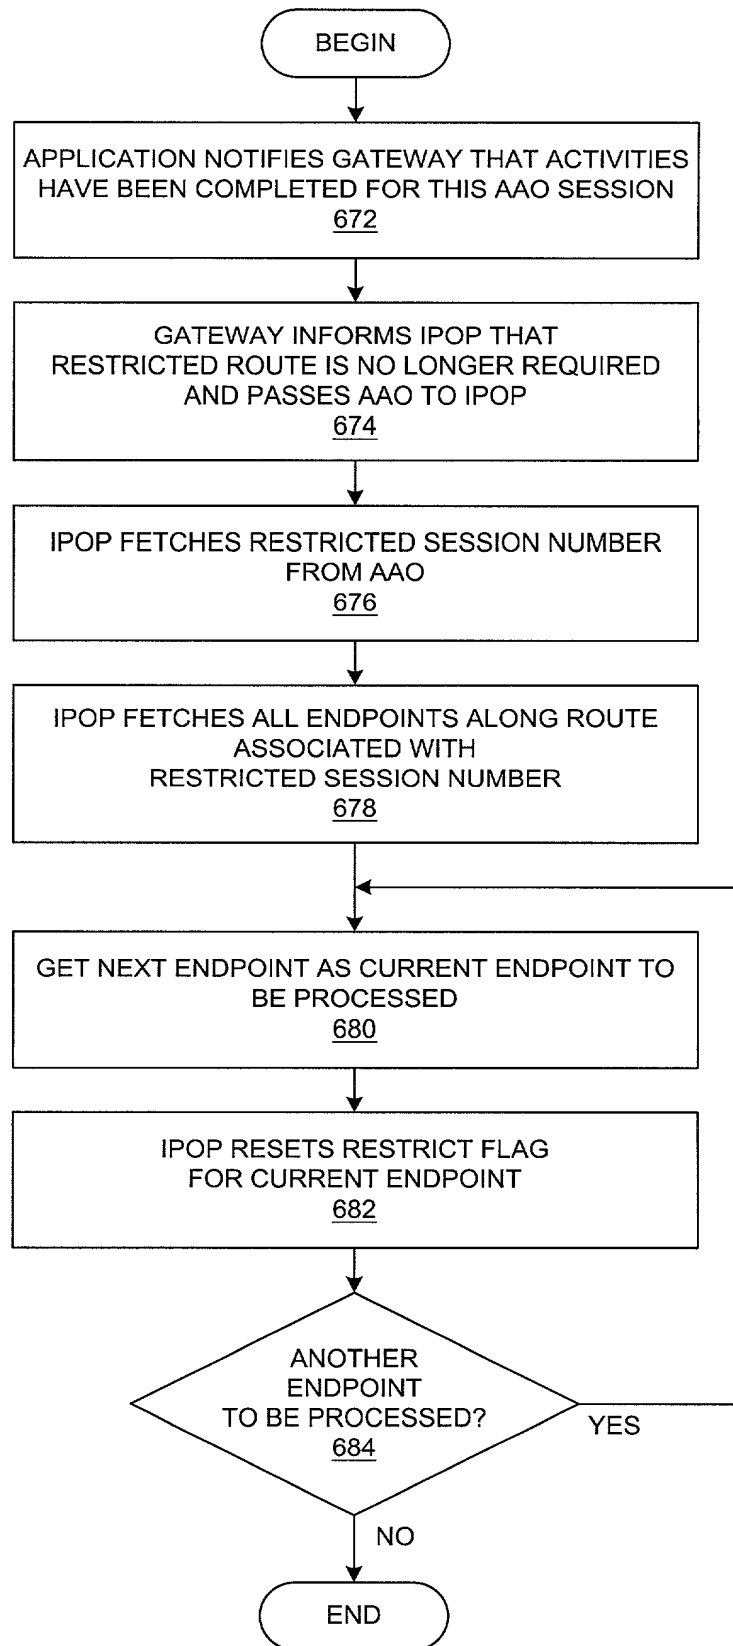 BEGIN
APPLICATION NOTIFIES GATEWAY THAT ACTIVITIES
HAVE BEEN COMPLETED FOR THIS AAO SESSION
672
GATEWAY INFORMS IPOP THAT
RESTRICTED ROUTE IS NO LONGER REQUIRED
AND PASSES AAO TO IPOP
674
IPOP FETCHES RESTRICTED SESSION NUMBER
FROM AAO
676
IPOP FETCHES ALL ENDPOINTS ALONG ROUTE
ASSOCIATED WITH
RESTRICTED SESSION NUMBER
678
GET NEXT ENDPOINT AS CURRENT ENDPOINT TO
BE PROCESSED
680
IPOP RESETS RESTRICT FLAG
FOR CURRENT ENDPOINT
682
ANOTHER
ENDPOINT
TO BE PROCESSED?
684
YES
NO
END